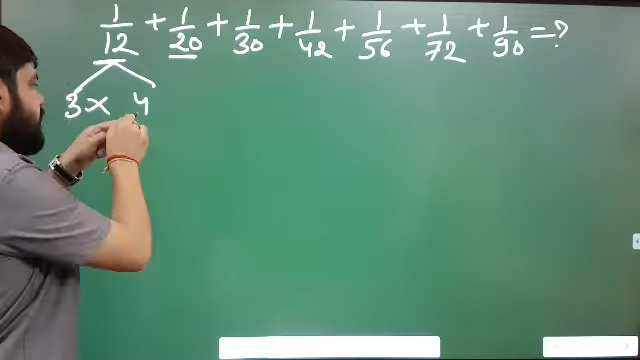 1/12 + 1/20 + 1/30 + 1/42 + 1/56 + 1/72 + 1/90 = ?
3 × 4